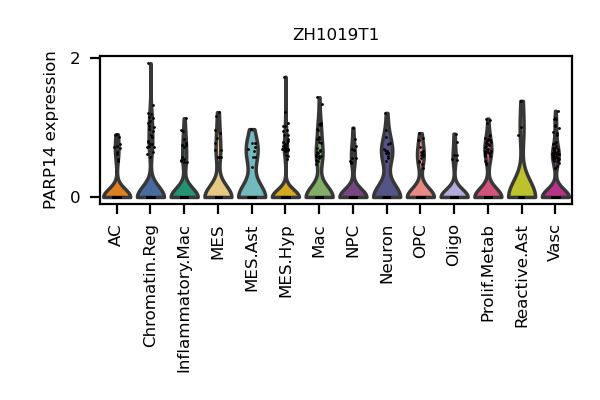 ZH1019T1
PARP14 expression
2
0
AC
Chromatin.Reg
Inflammatory.Mac
MES
MES.Ast
MES.Hyp
Mac
NPC
Neuron
OPC
Oligo
Prolif.Metab
Reactive.Ast
Vasc